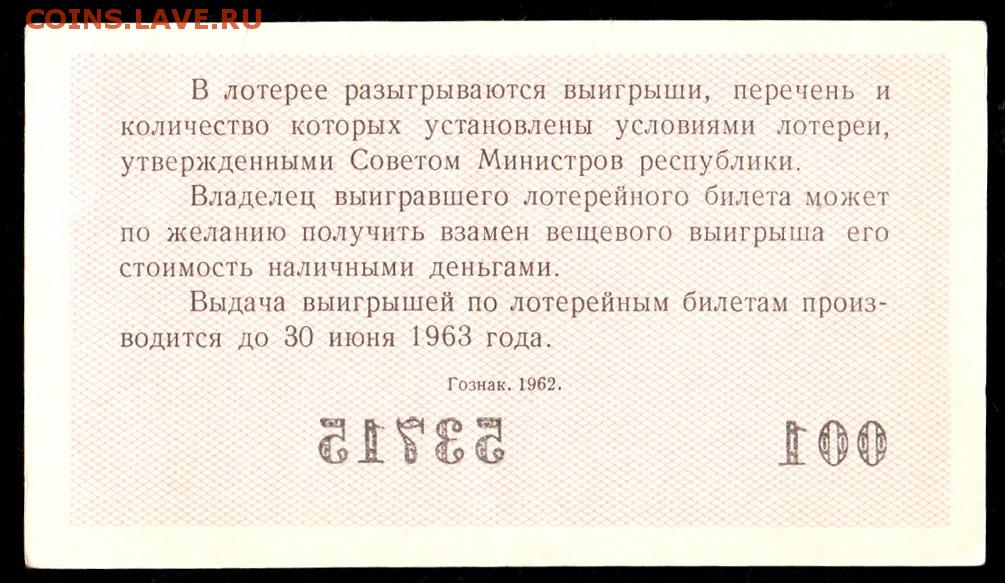 COINS.LAVE.RU
В лотерее разыгрываются выигрыши, перечень и
количество которых установлены условиями лотереи,
утвержденными Советом Министров республики.
Владелец выигравшего лотерейного билета может
по желанию получить взамен вещевого выигрыша его
стоимость наличными деньгами.
Выдача выигрышей по лотерейным билетам произ-
водится до 30 июня 1963 года.
Гознак. 1962.
001 53715